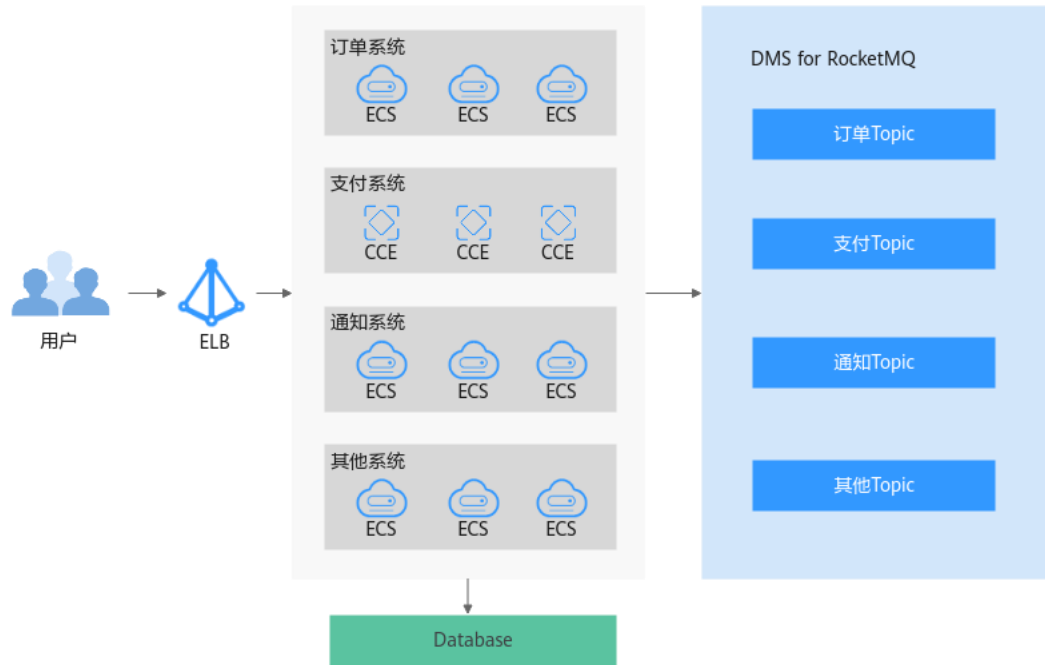 用户
ELB
订单系统
ECS ECS ECS
支付系统
CCE CCE CCE
通知系统
ECS ECS ECS
其他系统
ECS ECS ECS
Database
DMS for RocketMQ
订单Topic
支付Topic
通知Topic
其他Topic